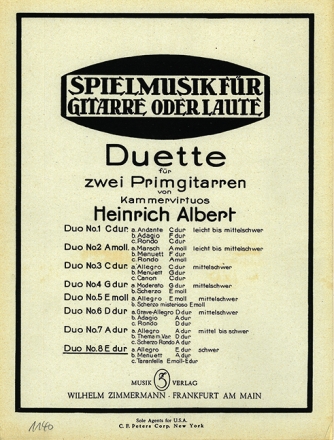 SPIELMUSIK FÜR
GITARRE ODER LAUTE
Duette
für
zwei Primgitarren
von
Kammervirtuos
Heinrich Albert
Duo No.1 C dur a. Andante C dur leicht bis mittelschwer
b. Adagio F dur
c. Rondo C dur
Duo No.2 A moll a. Marsch A moll leicht bis mittelschwer
b. Menuett F dur
c. Rondo A moll
Duo No.3 C dur a. Allegro C dur mittelschwer
b. Menuett G dur
c. Canon C dur
Duo No.4 G dur a. Moderato G dur mittelschwer
b. Scherzo E moll
Duo No.5 E moll a. Allegro E moll mittelschwer
b. Scherzo misterioso E moll
Duo No.6 D dur a. Grave-Allegro D dur mittelschwer
b. Adagio A dur
c. Rondo D dur
Duo No.7 A dur a. Allegro A dur mittel bis schwer
b. Thema m. Var. D dur
c. Scherzo Rondo A dur
Duo No.8 E dur a. Allegro E dur schwer
b. Menuett A dur
c. Tarantella E moll-E dur
MUSIK VERLAG
WILHELM ZIMMERMANN · FRANKFURT AM MAIN
1140
Sole Agents for U.S.A.
C. F. Peters Corp. New York